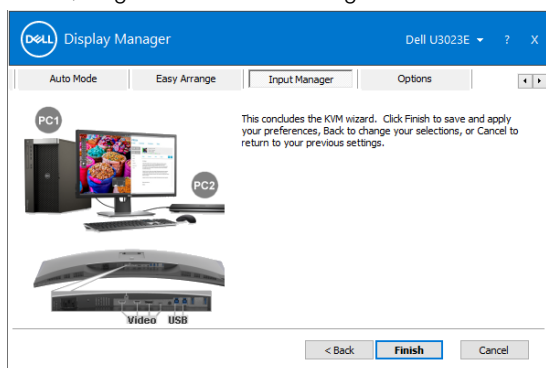 DELL Display Manager
Dell U3023E ? X
Auto Mode Easy Arrange Input Manager Options
PC1
This concludes the KVM wizard. Click Finish to save and apply
your preferences, Back to change your selections, or Cancel to
return to your previous settings.
PC2
Video USB
< Back Finish Cancel